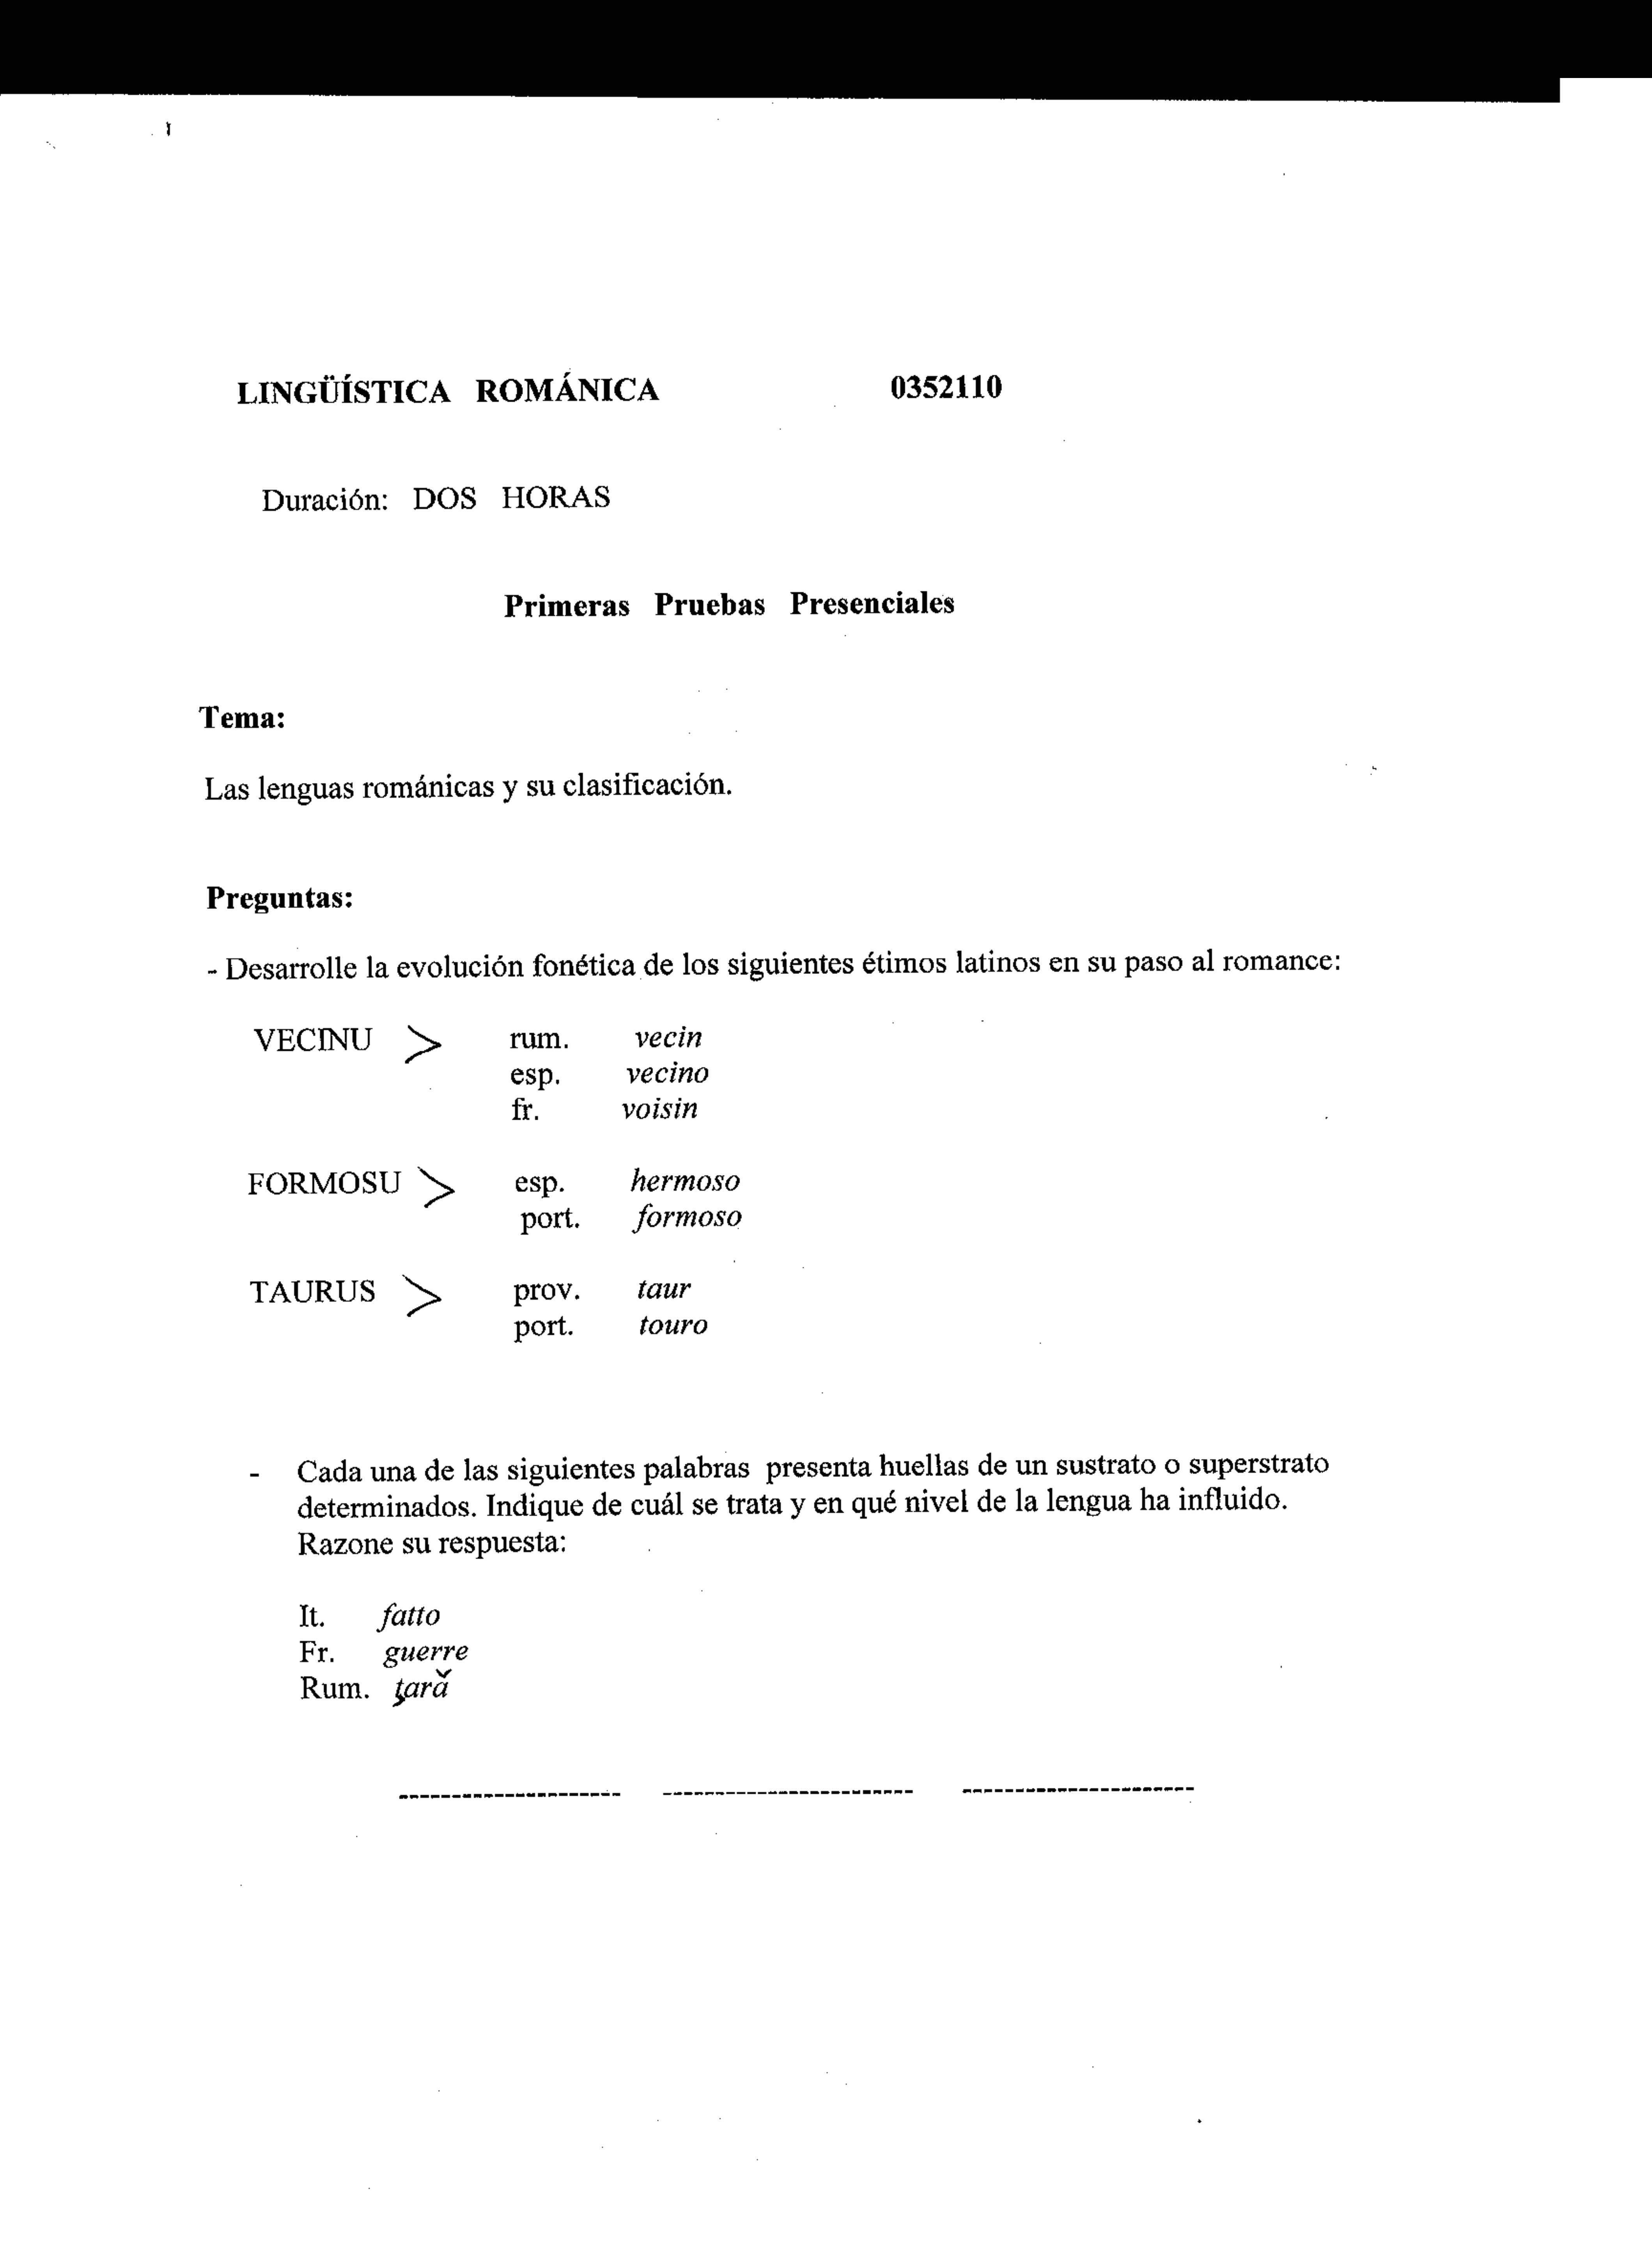 LINGÜÍSTICA ROMÁNICA 0352110
Duración: DOS HORAS
Primeras Pruebas Presenciales
Tema:
Las lenguas románicas y su clasificación.
Preguntas:
- Desarrolle la evolución fonética de los siguientes étimos latinos en su paso al romance:
VECINU > rum. vecin
esp. vecino
fr. voisin
FORMOSU > esp. hermoso
port. formoso
TAURUS > prov. taur
port. touro
- Cada una de las siguientes palabras presenta huellas de un sustrato o superstrato
determinados. Indique de cuál se trata y en qué nivel de la lengua ha influido.
Razone su respuesta:
It. fatto
Fr. guerre
Rum. ţară